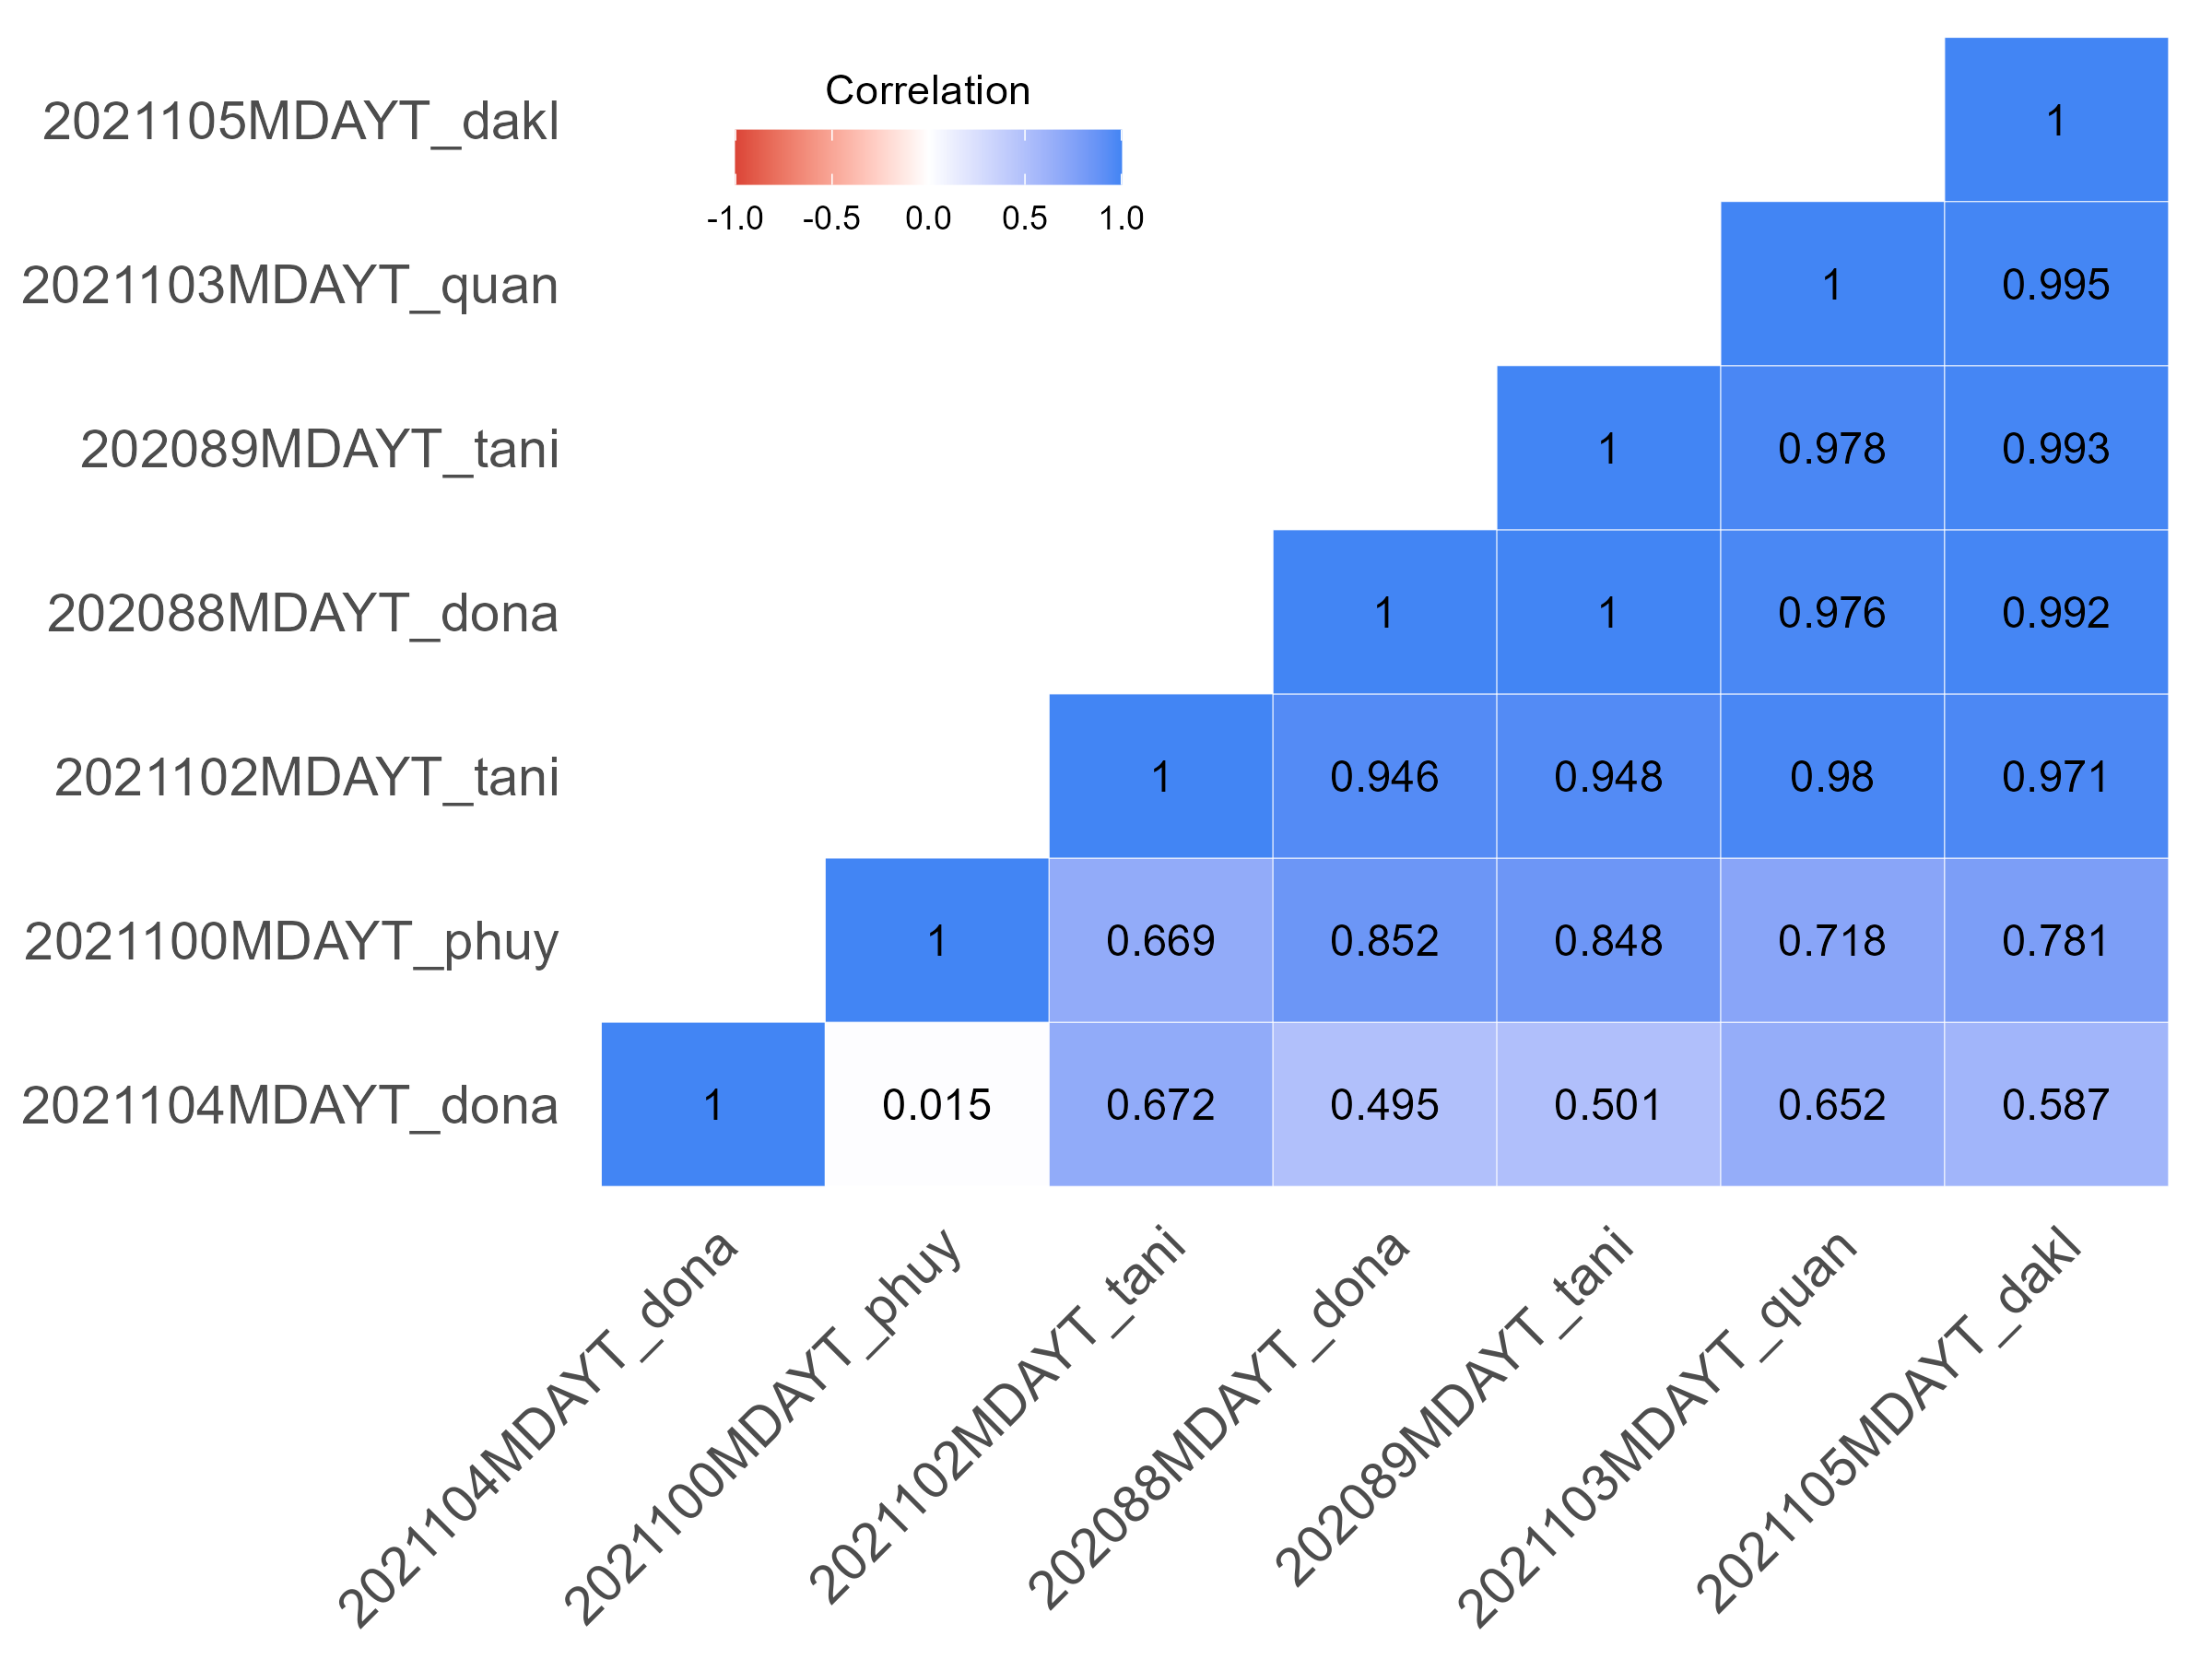 Correlation
-1.0 -0.5 0.0 0.5 1.0
2021105MDAYT_dakl 1
2021103MDAYT_quan 1 0.995
202089MDAYT_tani 1 0.978 0.993
202088MDAYT_dona 1 1 0.976 0.992
2021102MDAYT_tani 1 0.946 0.948 0.98 0.971
2021100MDAYT_phuy 1 0.669 0.852 0.848 0.718 0.781
2021104MDAYT_dona 1 0.015 0.672 0.495 0.501 0.652 0.587
2021104MDAYT_dona
2021100MDAYT_phuy
2021102MDAYT_tani
202088MDAYT_dona
202089MDAYT_tani
2021103MDAYT_quan
2021105MDAYT_dakl